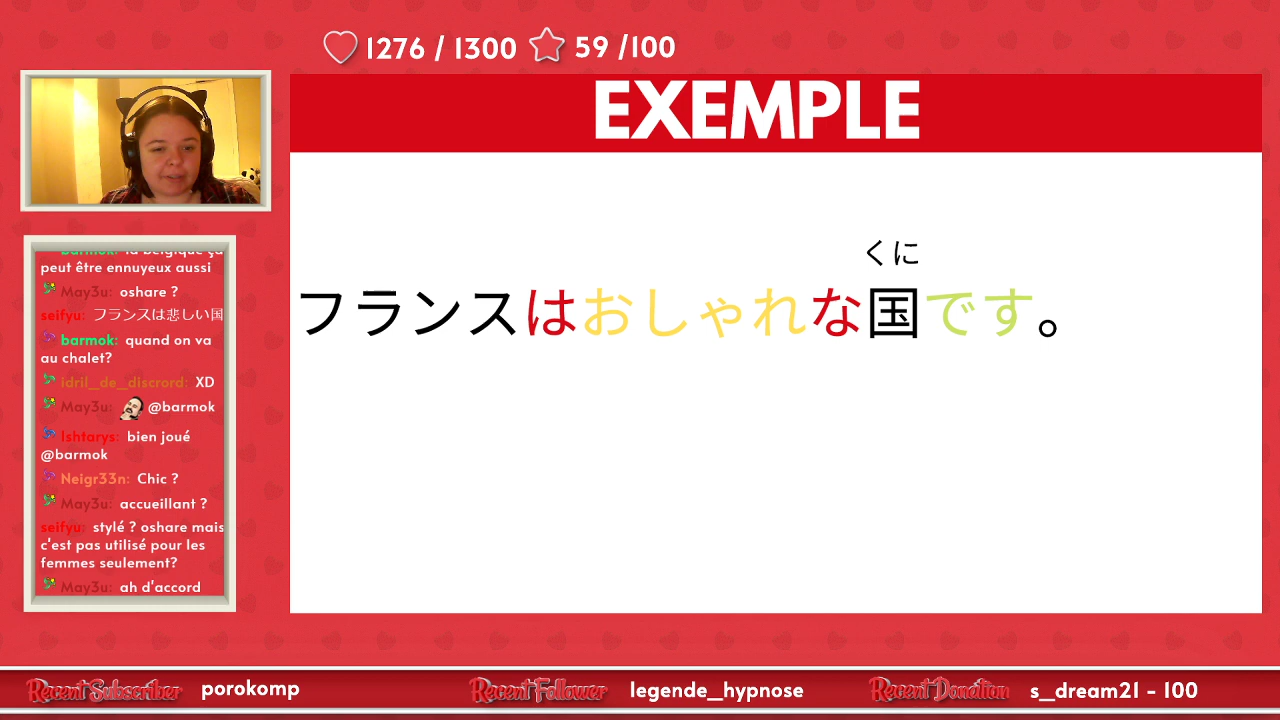 1276 / 1300 59 /100
EXEMPLE
くに
フランスはおしゃれな国です。
barmok: la belgique ça
peut être ennuyeux aussi
May3u: oshare ?
seifyu: フランスは悲しい国
barmok: quand on va
au chalet?
idril_de_discrord: XD
May3u: @barmok
Ishtarys: bien joué
@barmok
Neigr33n: Chic ?
May3u: accueillant ?
seifyu: stylé ? oshare mais
c'est pas utilisé pour les
femmes seulement?
May3u: ah d'accord
Recent Subscriber porokomp
Recent Follower legende_hypnose
Recent Donation s_dream21 - 100